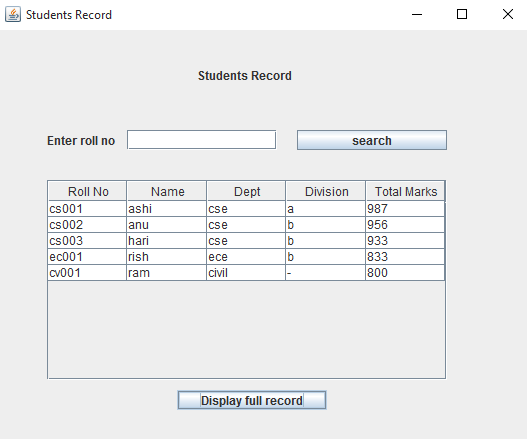 Students Record
Students Record
Enter roll no search
Roll No Name Dept Division Total Marks
cs001 ashi cse a 987
cs002 anu cse b 956
cs003 hari cse b 933
ec001 rish ece b 833
cv001 ram civil - 800
Display full record